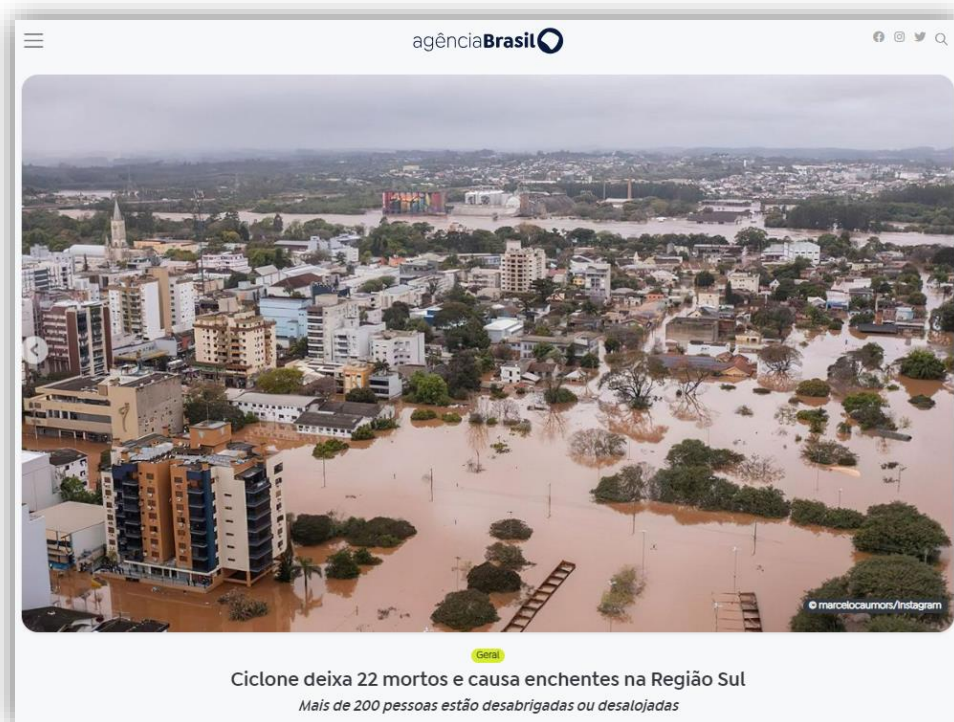 agênciaBrasil
© marcelocaumors/Instagram
Geral
Ciclone deixa 22 mortos e causa enchentes na Região Sul
Mais de 200 pessoas estão desabrigadas ou desalojadas